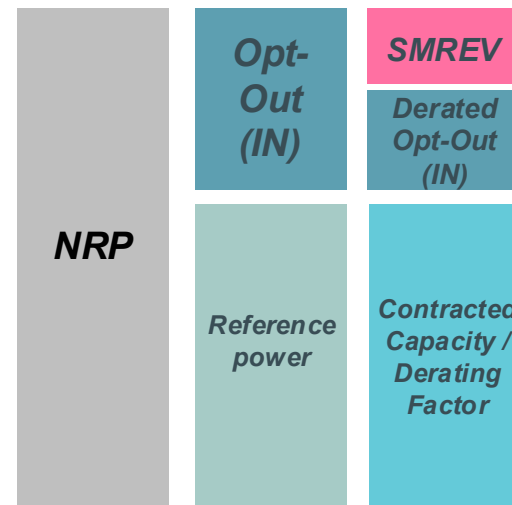 NRP
Opt-
Out
(IN)
Reference
power
SMREV
Derated
Opt-Out
(IN)
Contracted
Capacity /
Derating
Factor